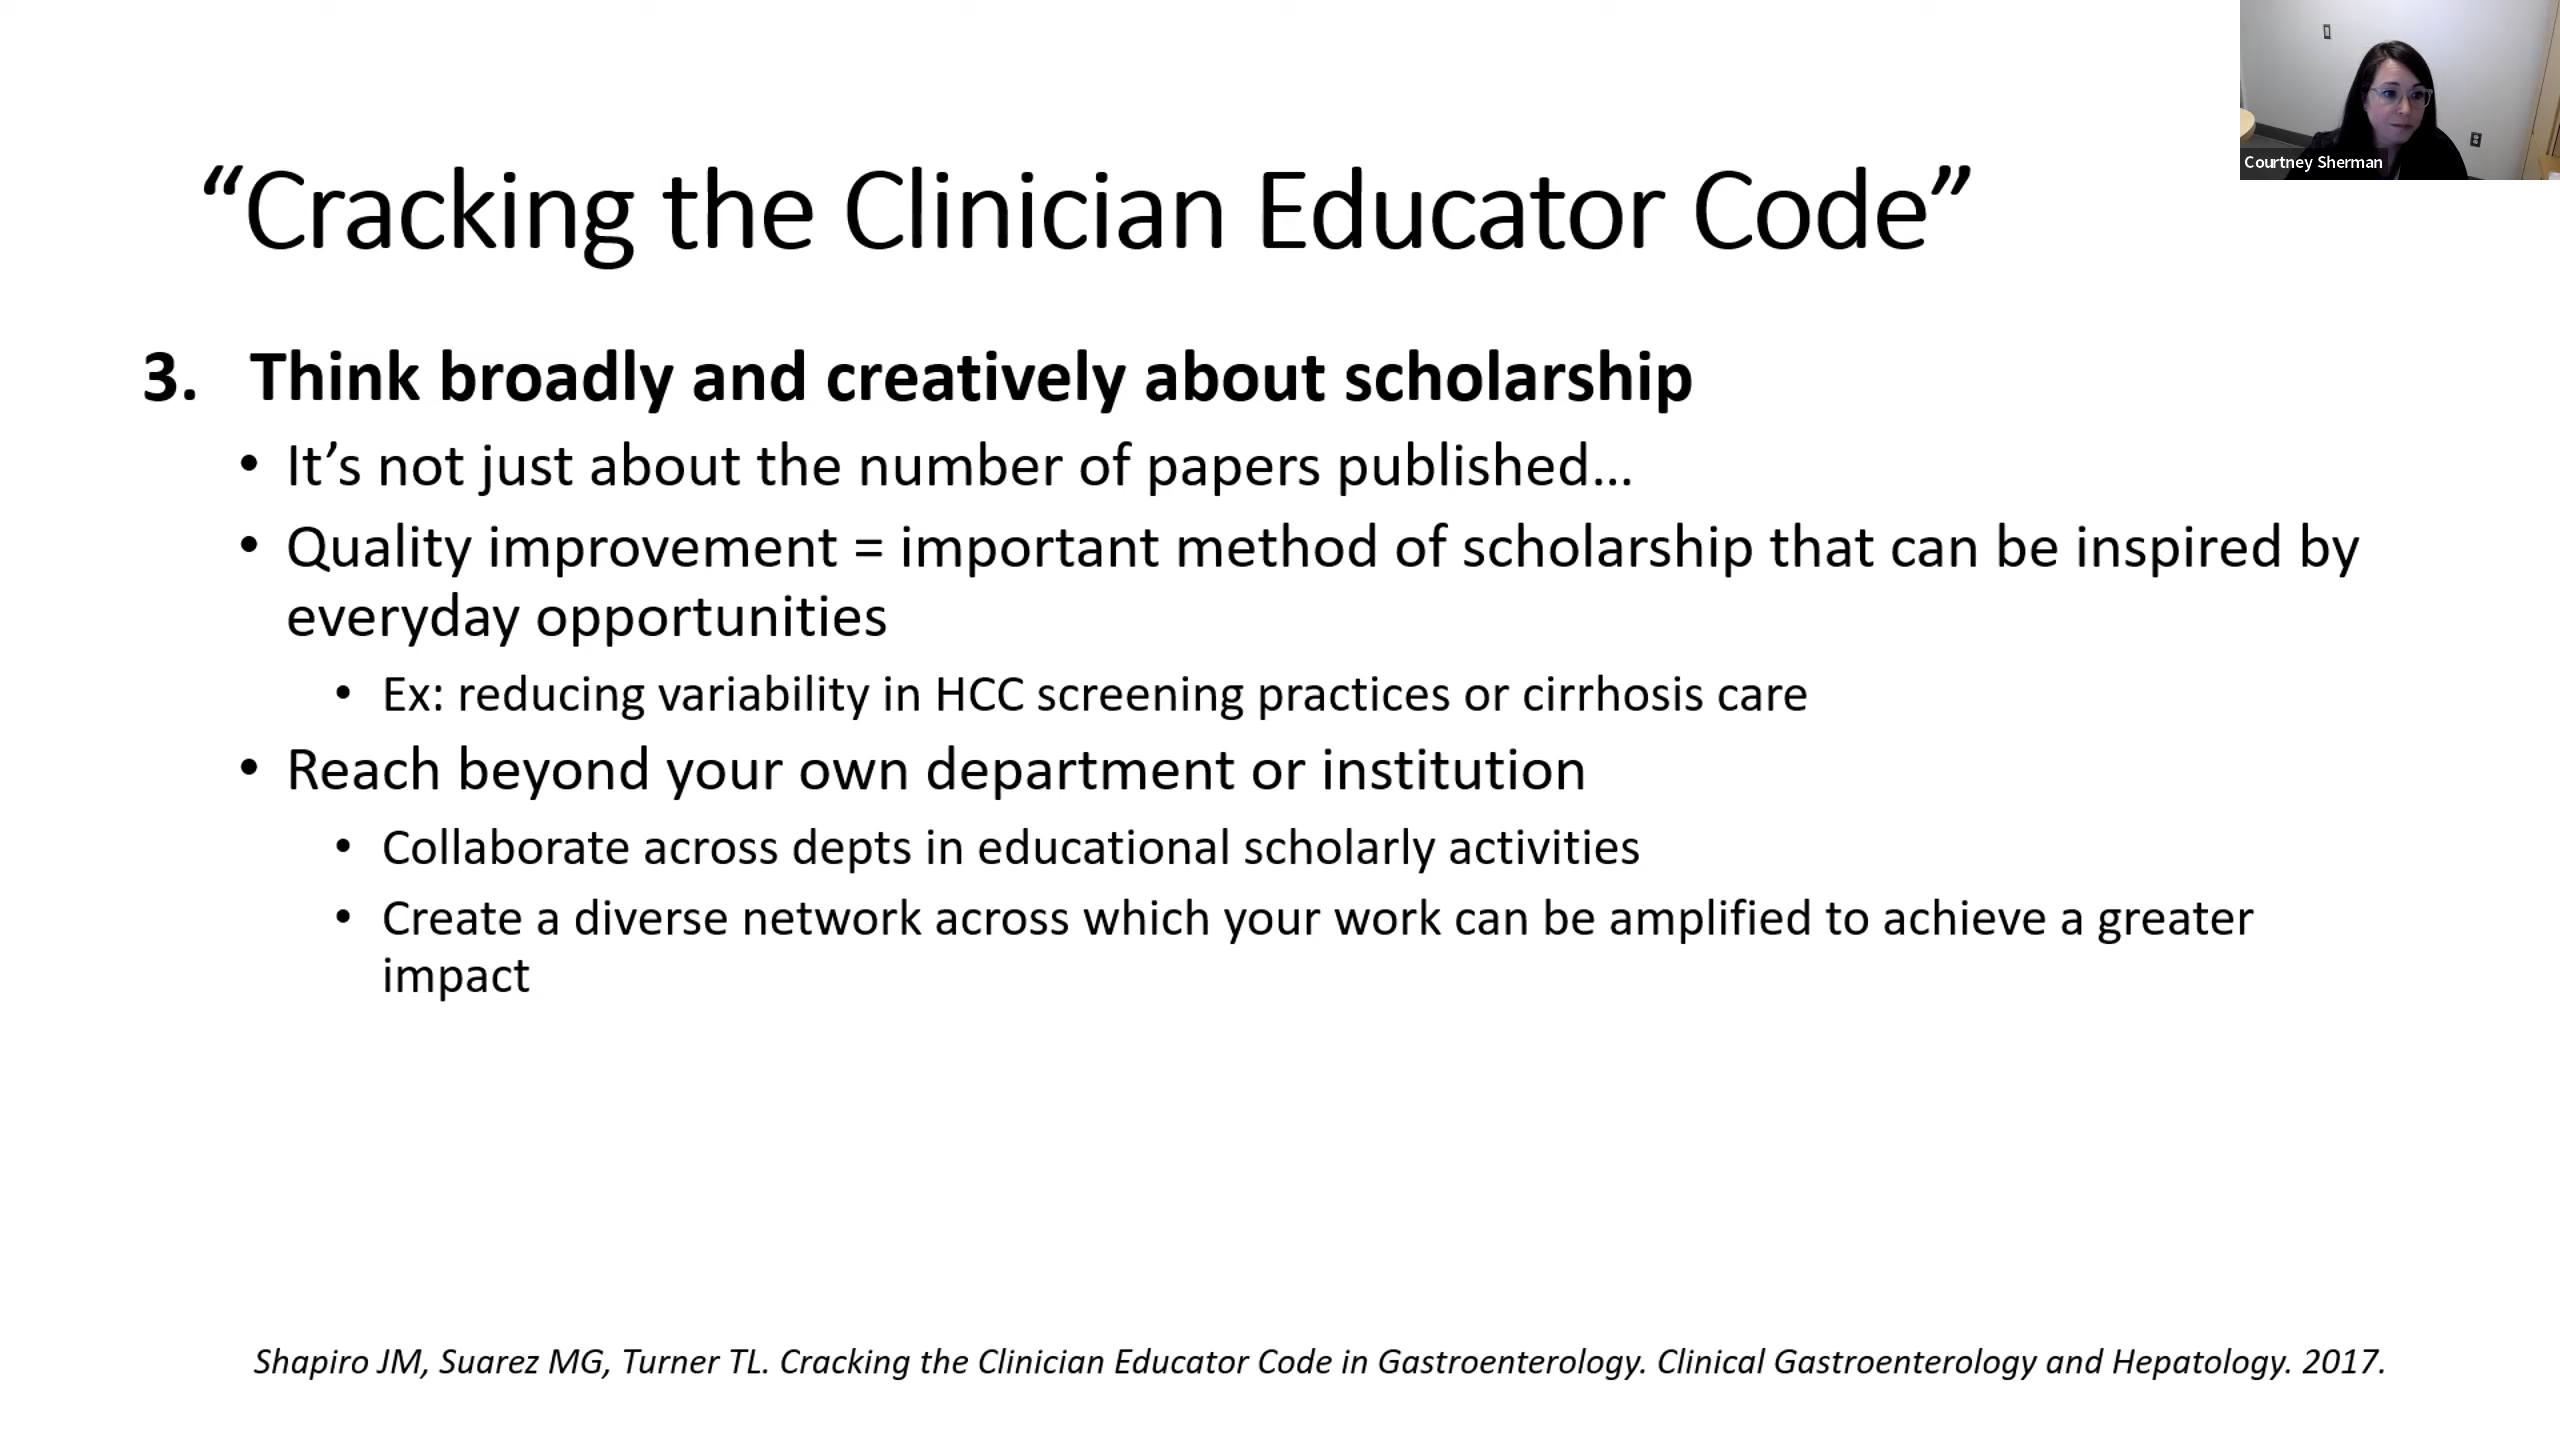 Courtney Sherman
“Cracking the Clinician Educator Code”
3. Think broadly and creatively about scholarship
• It’s not just about the number of papers published…
• Quality improvement = important method of scholarship that can be inspired by
everyday opportunities
• Ex: reducing variability in HCC screening practices or cirrhosis care
• Reach beyond your own department or institution
• Collaborate across depts in educational scholarly activities
• Create a diverse network across which your work can be amplified to achieve a greater
impact
Shapiro JM, Suarez MG, Turner TL. Cracking the Clinician Educator Code in Gastroenterology. Clinical Gastroenterology and Hepatology. 2017.